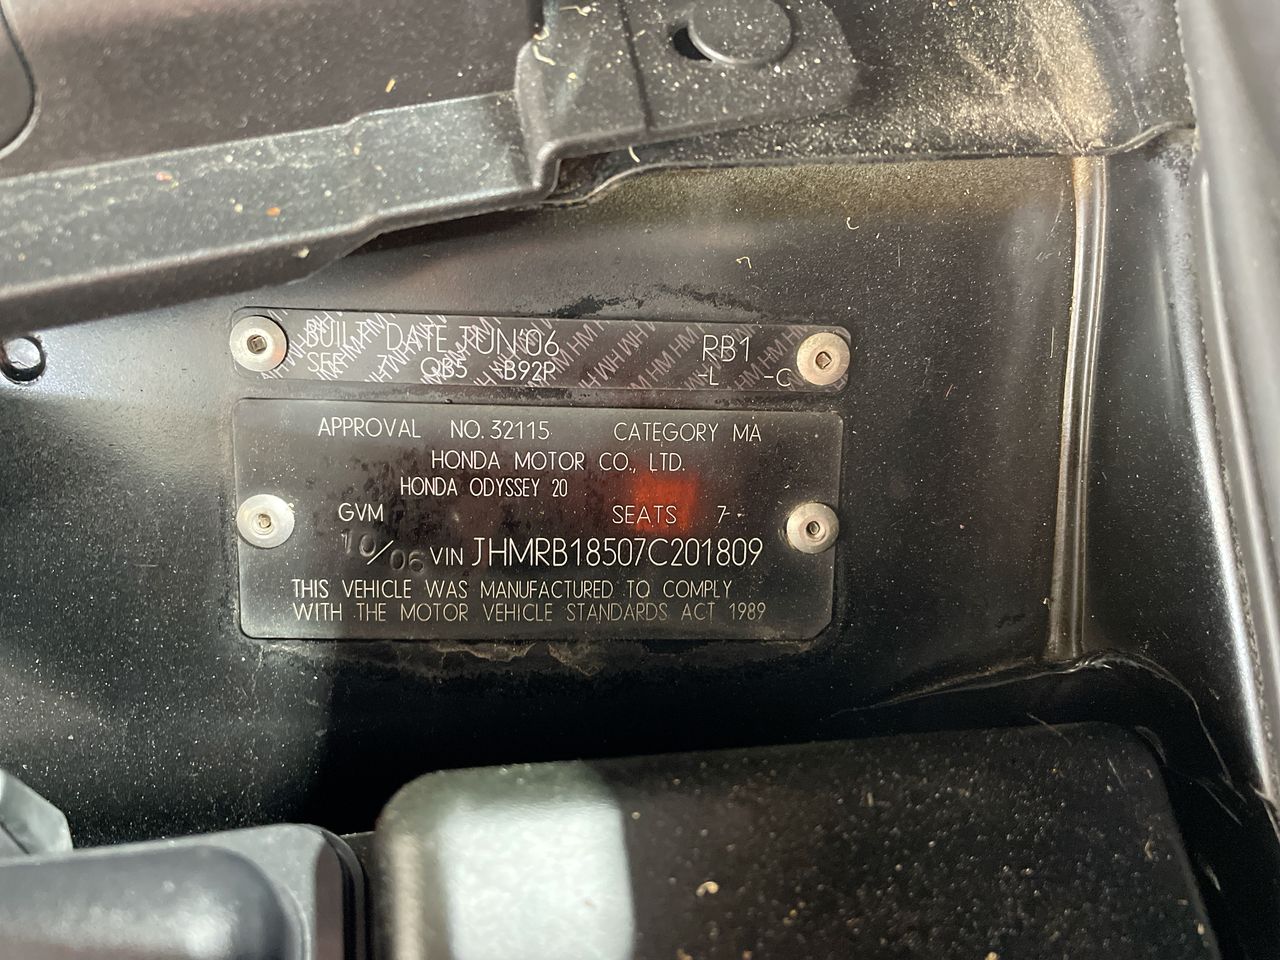 BUILT DATE JUN'06 RB1
SER QB5 -B92P -L -C
APPROVAL NO. 32115 CATEGORY MA
HONDA MOTOR CO., LTD.
HONDA ODYSSEY 20
GVM SEATS 7-
10/06 VIN JHMRB18507C201809
THIS VEHICLE WAS MANUFACTURED TO COMPLY
WITH THE MOTOR VEHICLE STANDARDS ACT 1989